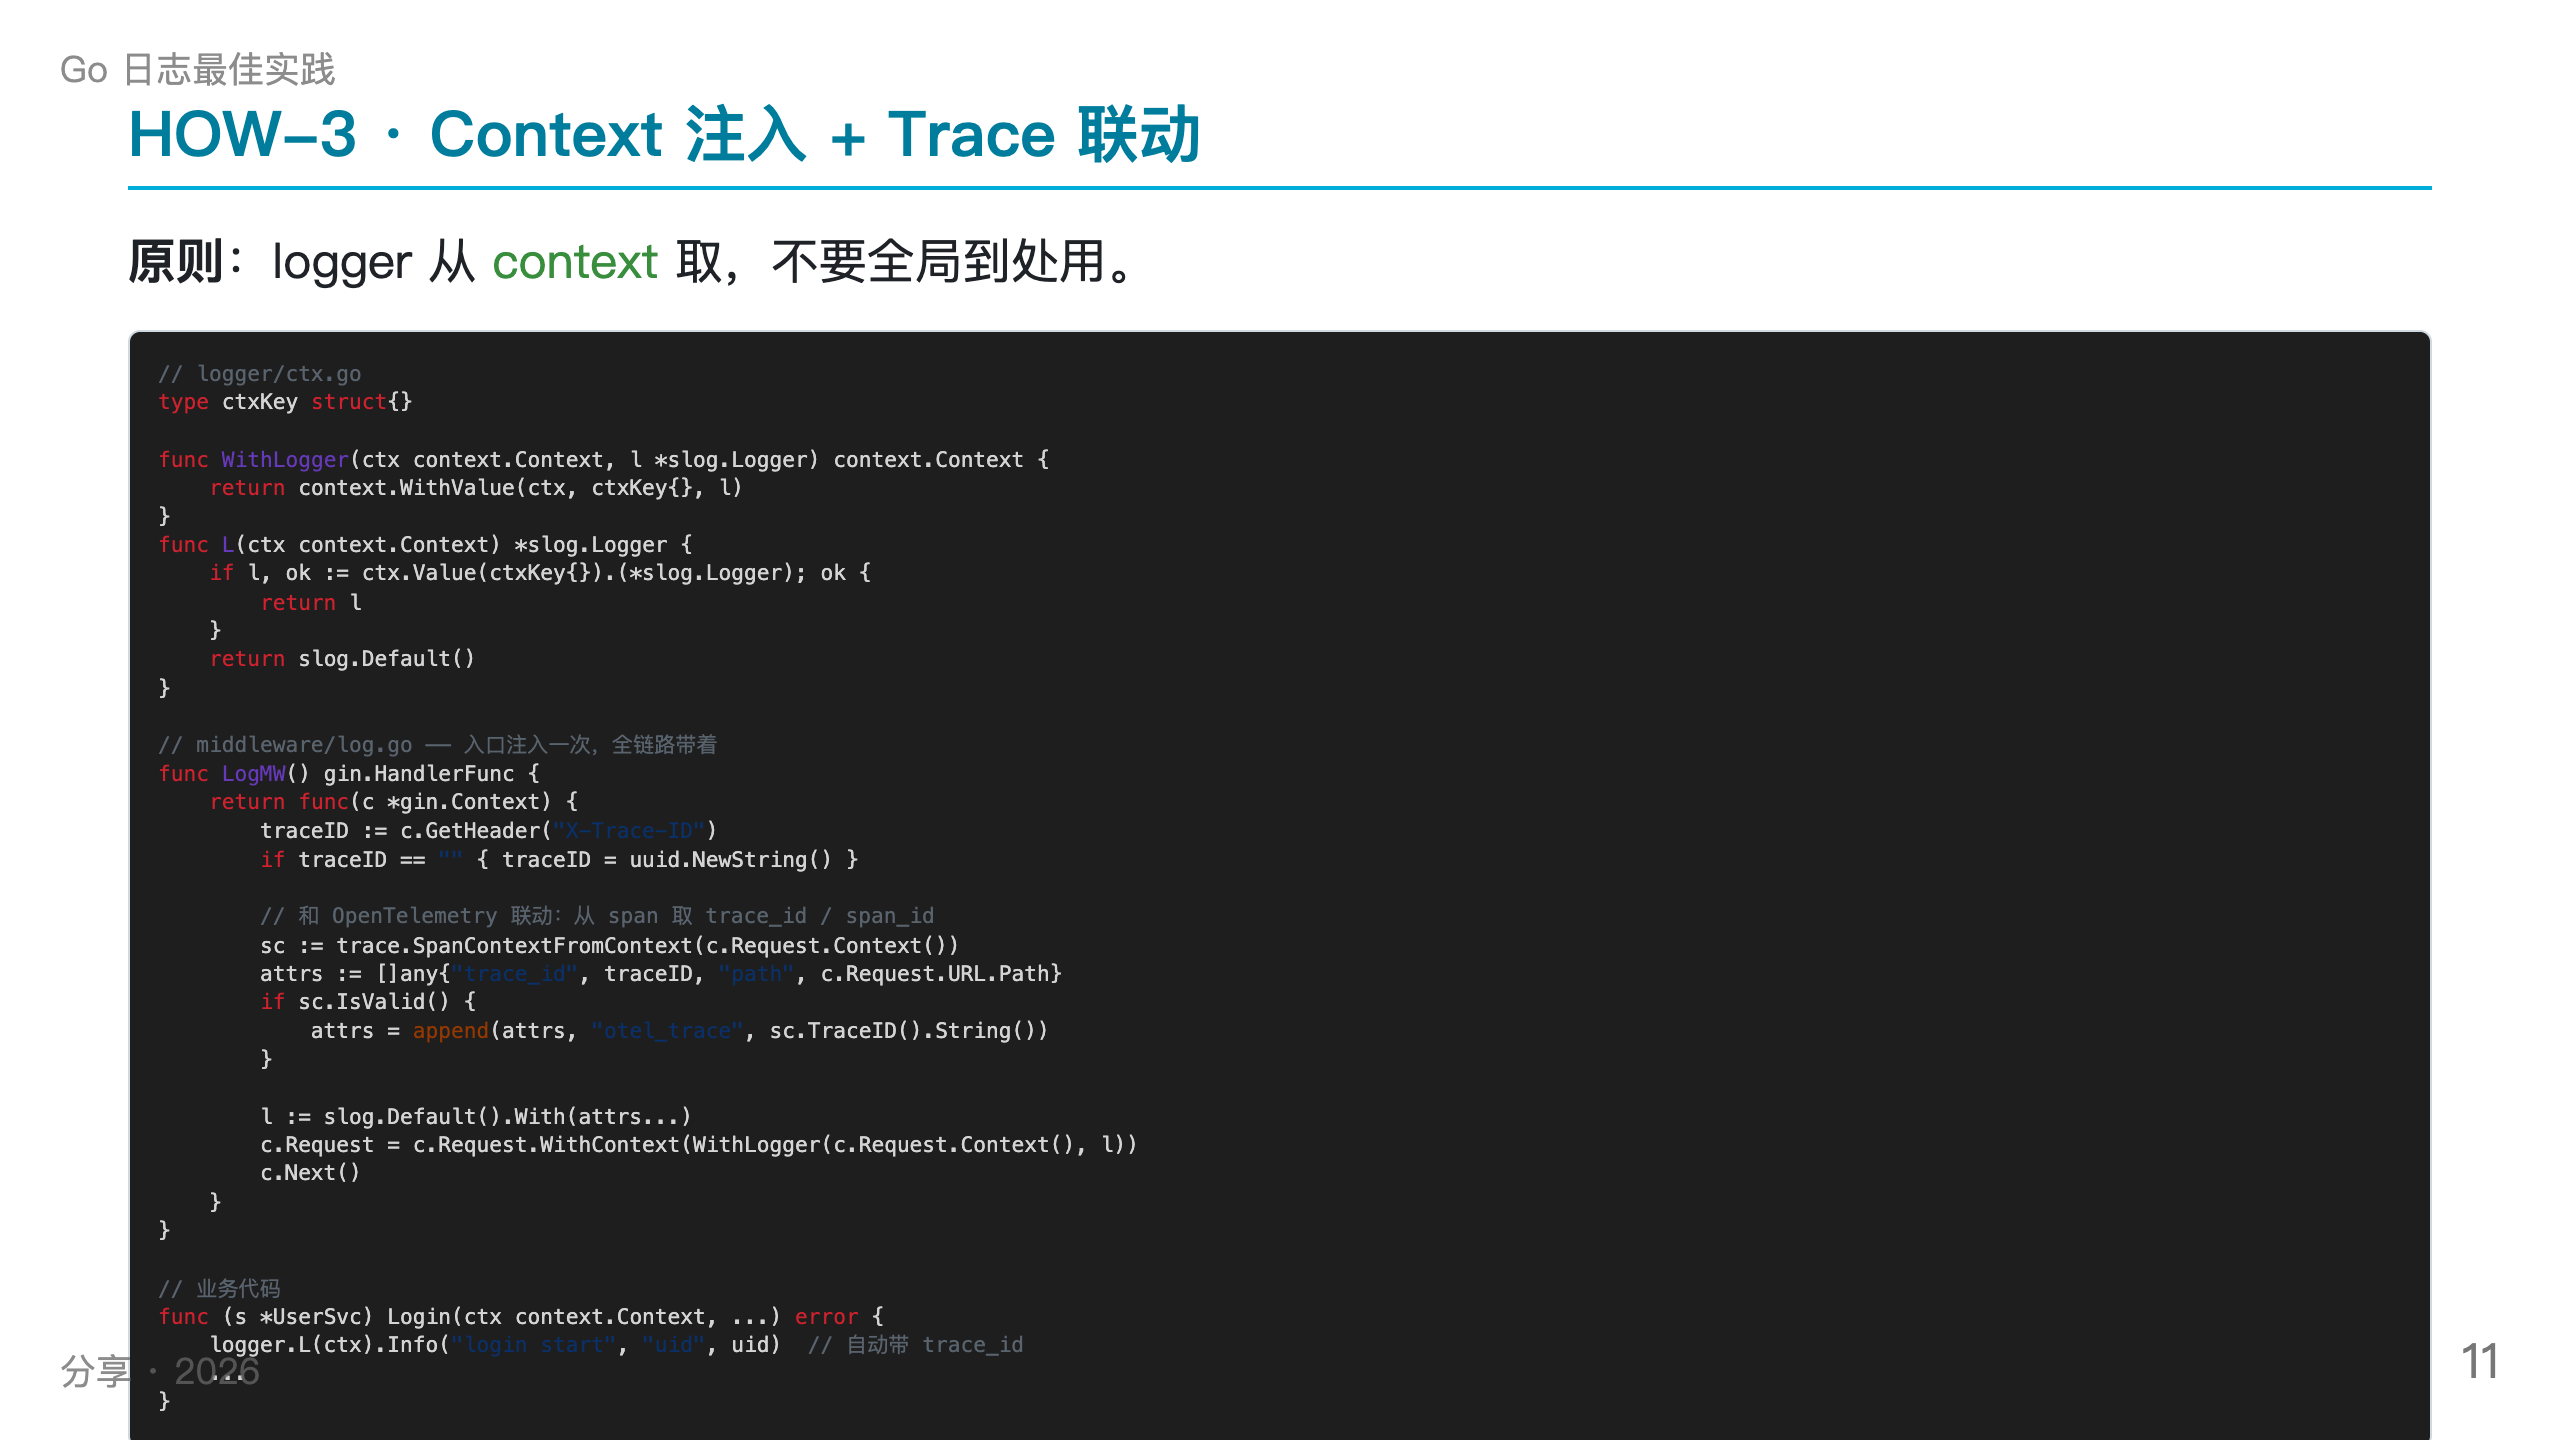 Go 日志最佳实践
HOW-3 · Context 注入 + Trace 联动
原则：logger 从 context 取，不要全局到处用。
// logger/ctx.go
type ctxKey struct{}
func WithLogger(ctx context.Context, l *slog.Logger) context.Context {
    return context.WithValue(ctx, ctxKey{}, l)
}
func L(ctx context.Context) *slog.Logger {
    if l, ok := ctx.Value(ctxKey{}).(*slog.Logger); ok {
        return l
    }
    return slog.Default()
}
// middleware/log.go —— 入口注入一次，全链路带着
func LogMW() gin.HandlerFunc {
    return func(c *gin.Context) {
        traceID := c.GetHeader("X-Trace-ID")
        if traceID == "" { traceID = uuid.NewString() }
        // 和 OpenTelemetry 联动：从 span 取 trace_id / span_id
        sc := trace.SpanContextFromContext(c.Request.Context())
        attrs := []any{"trace_id", traceID, "path", c.Request.URL.Path}
        if sc.IsValid() {
            attrs = append(attrs, "otel_trace", sc.TraceID().String())
        }
        l := slog.Default().With(attrs...)
        c.Request = c.Request.WithContext(WithLogger(c.Request.Context(), l))
        c.Next()
    }
}
// 业务代码
func (s *UserSvc) Login(ctx context.Context, ...) error {
    logger.L(ctx).Info("login start", "uid", uid)  // 自动带 trace_id
    ...
}
分享 · 2026
11